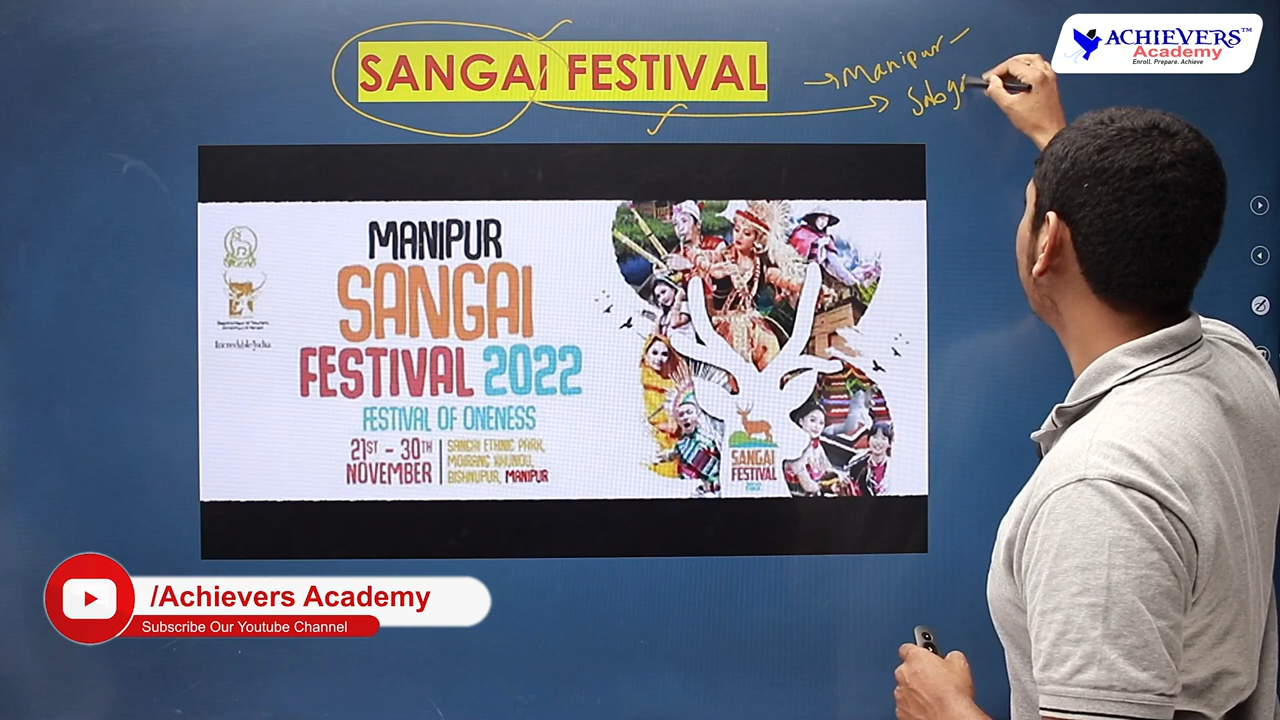 SANGAI FESTIVAL
→Manipur–
ACHIEVERS™
Academy
Enroll. Prepare. Achieve
MANIPUR
SANGAI
FESTIVAL 2022
FESTIVAL OF ONENESS
21ST – 30TH
NOVEMBER
SANGAI ETHNIC PARK,
MOIRANG KHUNOU,
BISHNUPUR, MANIPUR
Incredible India
SANGAI
FESTIVAL
/Achievers Academy
Subscribe Our Youtube Channel